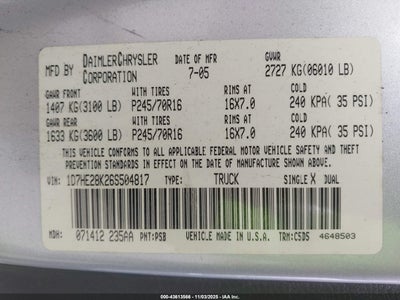 MFD BY DAIMLERCHRYSLER CORPORATION DATE OF MFR 7-05 GVWR 2727 KG(06010 LB)
GAWR FRONT WITH TIRES RIMS AT COLD
1407 KG(3100 LB) P245/70R16 16X7.0 240 KPA( 35 PSI)
GAWR REAR WITH TIRES RIMS AT COLD
1633 KG(3600 LB) P245/70R16 16X7.0 240 KPA( 35 PSI)
THIS VEHICLE CONFORMS TO ALL APPLICABLE FEDERAL MOTOR VEHICLE SAFETY AND
STANDARDS IN EFFECT ON THE DATE OF MANUFACTURE SHOWN ABOVE.
VIN: 1D7HE28K26S504817 TYPE: TRUCK SINGLE X DUAL
MDH: 071412 235AA PNT:PSB VEHICLE MADE IN U.S.A. TRM:C5D5 4648503
000-43613566 11/03/2025 - 217